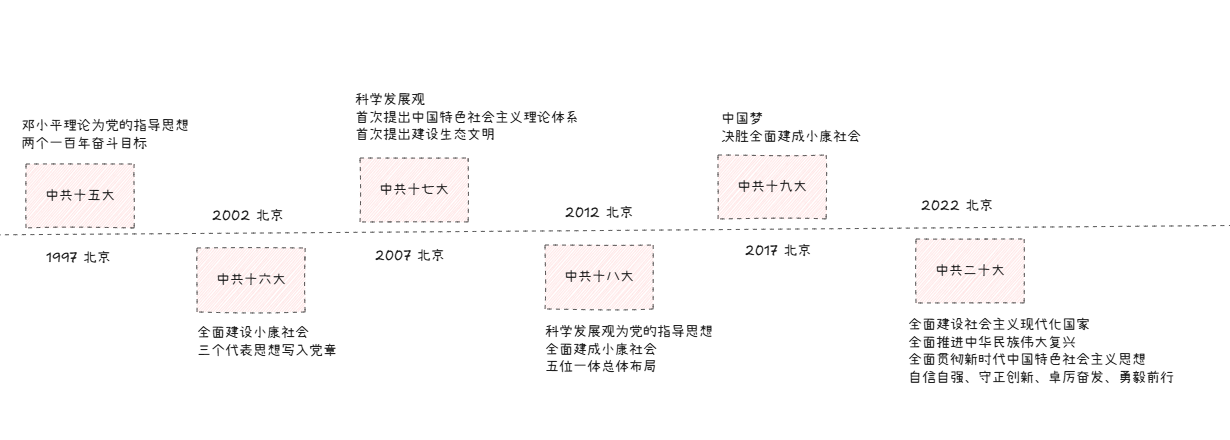 邓小平理论为党的指导思想
两个一百年奋斗目标
中共十五大
1997 北京
2002 北京
中共十六大
全面建设小康社会
三个代表思想写入党章
科学发展观
首次提出中国特色社会主义理论体系
首次提出建设生态文明
中共十七大
2007 北京
2012 北京
中共十八大
科学发展观为党的指导思想
全面建成小康社会
五位一体总体布局
中国梦
决胜全面建成小康社会
中共十九大
2017 北京
2022 北京
中共二十大
全面建设社会主义现代化国家
全面推进中华民族伟大复兴
全面贯彻新时代中国特色社会主义思想
自信自强、守正创新、卓厉奋发、勇毅前行